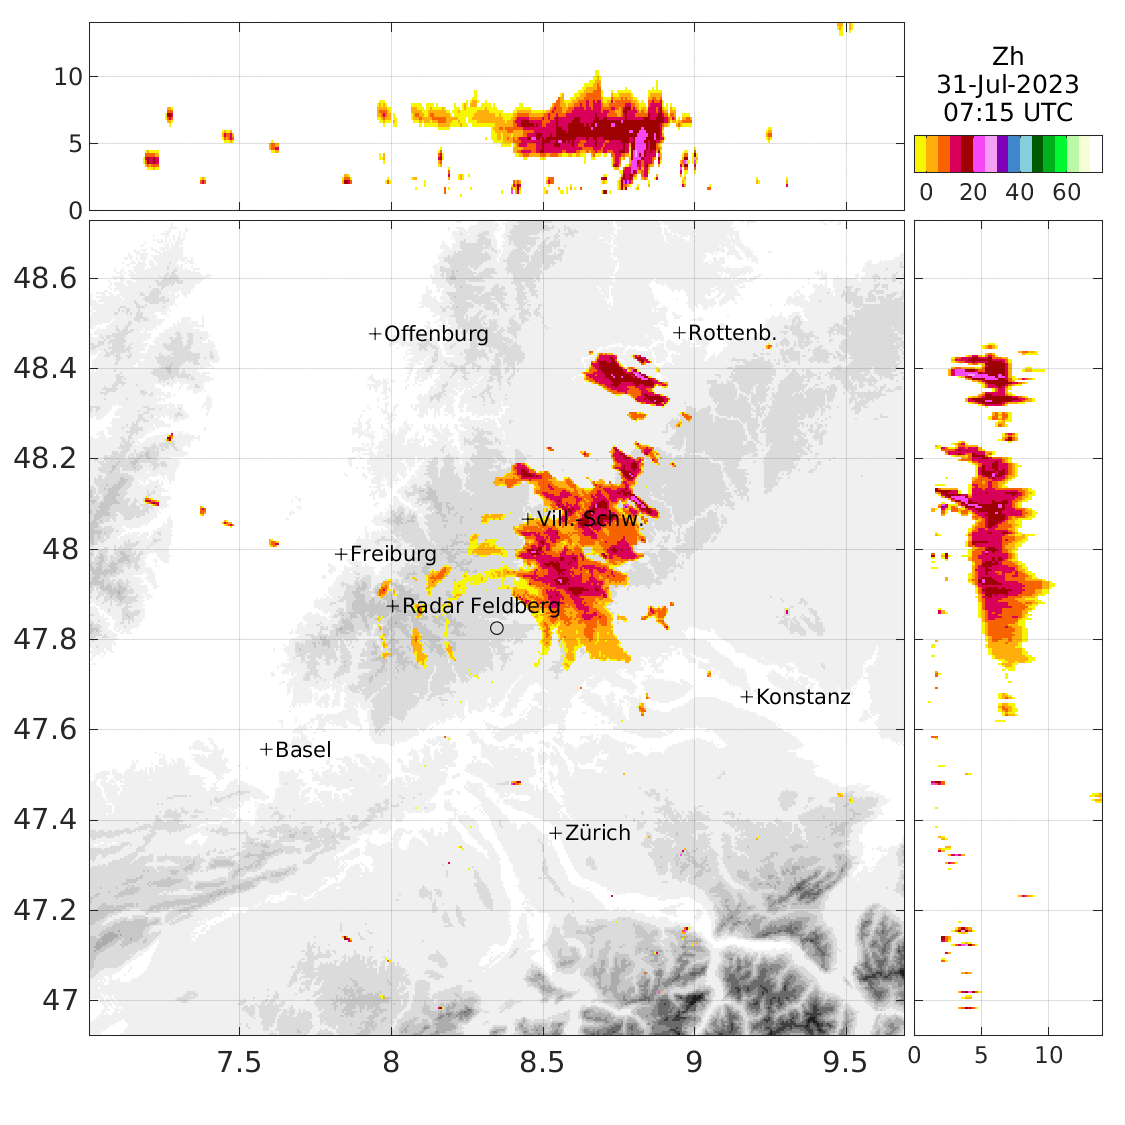 10
5
0
Zh
31-Jul-2023
07:15 UTC
0 20 40 60
48.6
48.4
48.2
48
47.8
47.6
47.4
47.2
47
Offenburg
Rottenb.
Vill.-Schw.
Freiburg
Radar Feldberg
Konstanz
Basel
Zürich
7.5 8 8.5 9 9.5
0 5 10